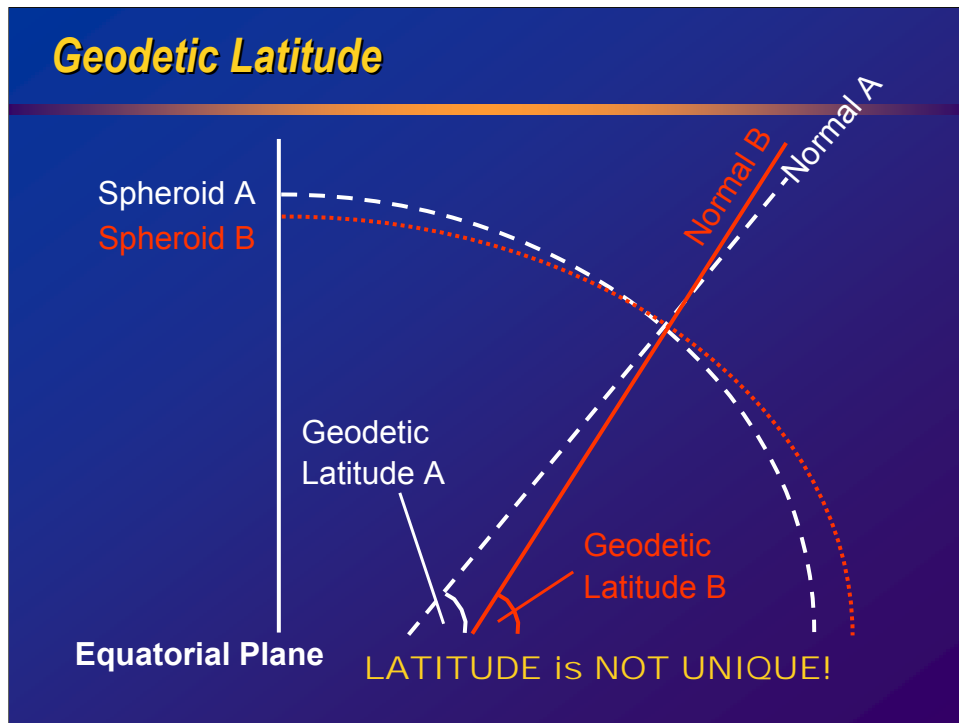 Geodetic Latitude
Normal A
Normal B
Spheroid A
Spheroid B
Geodetic
Latitude A
Geodetic
Latitude B
Equatorial Plane
LATITUDE is NOT UNIQUE!